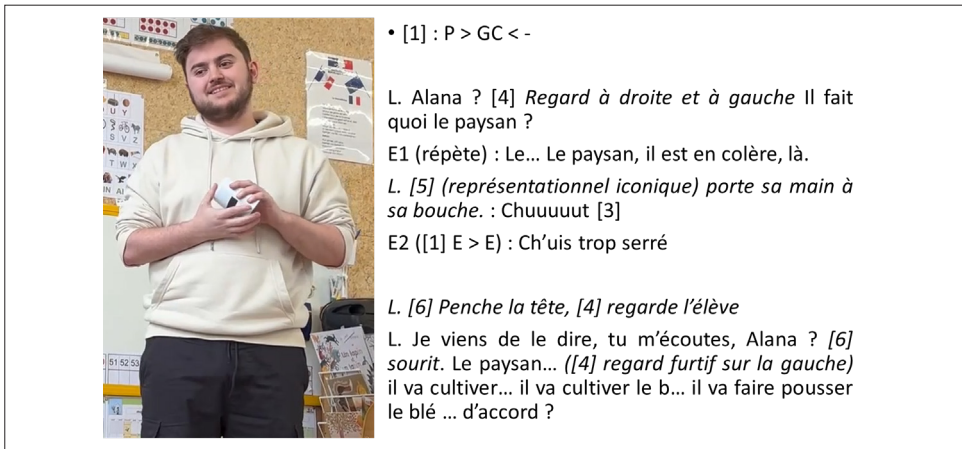 • [1] : P > GC < -
L. Alana ? [4] Regard à droite et à gauche Il fait
quoi le paysan ?
E1 (répète) : Le… Le paysan, il est en colère, là.
L. [5] (représentationnel iconique) porte sa main à
sa bouche. : Chuuuuut [3]
E2 ([1] E > E) : Ch’uis trop serré
L. [6] Penche la tête, [4] regarde l’élève
L. Je viens de le dire, tu m’écoutes, Alana ? [6]
sourit. Le paysan… ([4] regard furtif sur la gauche)
il va cultiver… il va cultiver le b… il va faire pousser
le blé … d’accord ?
U Y
S V Z
T W
51 52 53